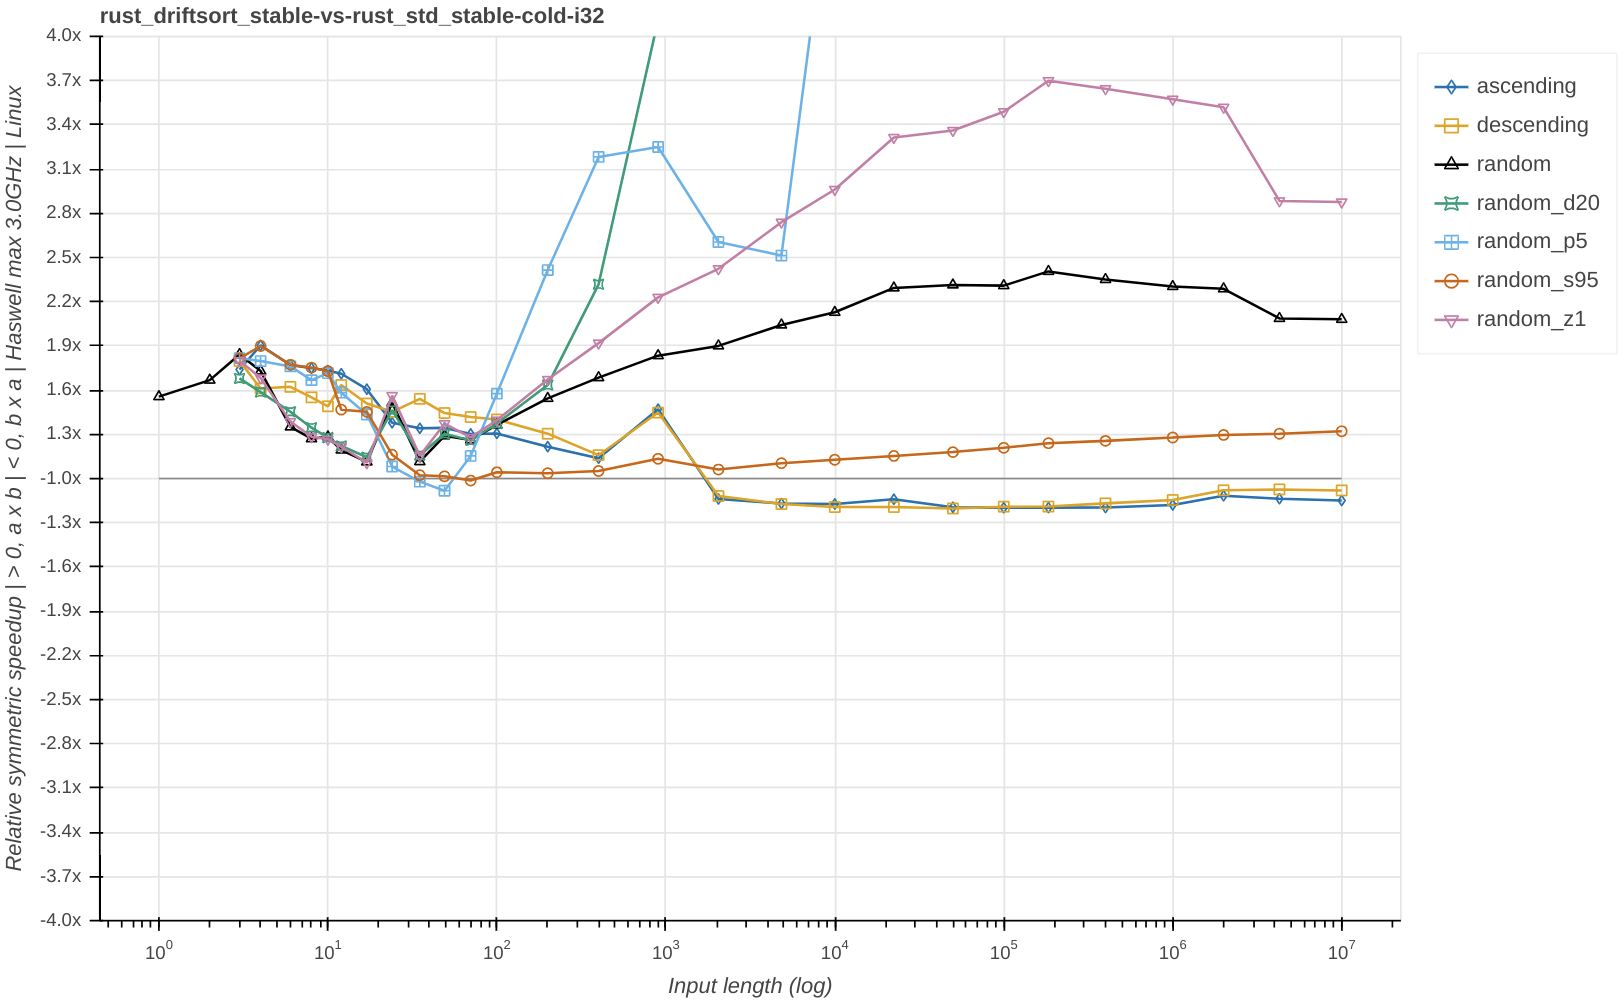 rust_driftsort_stable-vs-rust_std_stable-cold-i32
Relative symmetric speedup | > 0, a x b | < 0, b x a | Haswell max 3.0GHz | Linux
4.0x
3.7x
3.4x
3.1x
2.8x
2.5x
2.2x
1.9x
1.6x
1.3x
-1.0x
-1.3x
-1.6x
-1.9x
-2.2x
-2.5x
-2.8x
-3.1x
-3.4x
-3.7x
-4.0x
10⁰ 10¹ 10² 10³ 10⁴ 10⁵ 10⁶ 10⁷
Input length (log)
ascending
descending
random
random_d20
random_p5
random_s95
random_z1